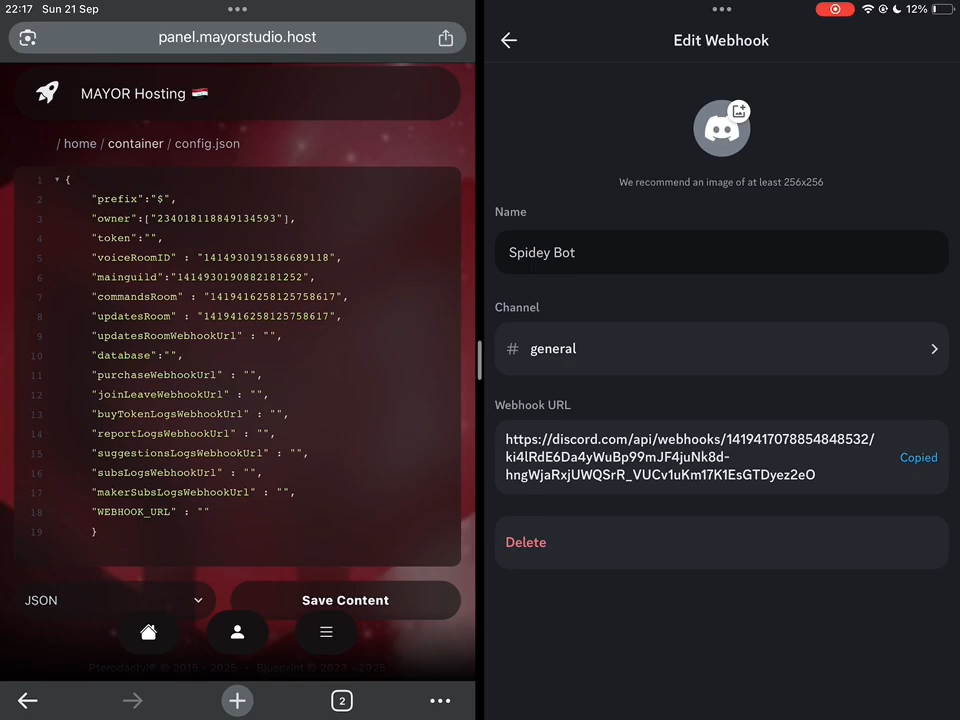 22:17 Sun 21 Sep
12%
panel.mayorstudio.host
MAYOR Hosting 🇸🇾
/ home / container / config.json
1 {
2 "prefix":"$",
3 "owner":["234018118849134593"],
4 "token":"",
5 "voiceRoomID" : "1414930191586689118",
6 "mainguild":"1414930190882181252",
7 "commandsRoom" : "1419416258125758617",
8 "updatesRoom" : "1419416258125758617",
9 "updatesRoomWebhookUrl" : "",
10 "database":"",
11 "purchaseWebhookUrl" : "",
12 "joinLeaveWebhookUrl" : "",
13 "buyTokenLogsWebhookUrl" : "",
14 "reportLogsWebhookUrl" : "",
15 "suggestionsLogsWebhookUrl" : "",
16 "subsLogsWebhookUrl" : "",
17 "makerSubsLogsWebhookUrl" : "",
18 "WEBHOOK_URL" : ""
19 }
JSON
Save Content
Pterodactyl® © 2015 - 2025 • Blueprint © 2023 - 2025
2
Edit Webhook
We recommend an image of at least 256x256
Name
Spidey Bot
Channel
# general
Webhook URL
https://discord.com/api/webhooks/1419417078854848532/
ki4lRdE6Da4yWuBp99mJF4juNk8d-
hngWjaRxjUWQSrR_VUCv1uKm17K1EsGTDyez2eO
Copied
Delete